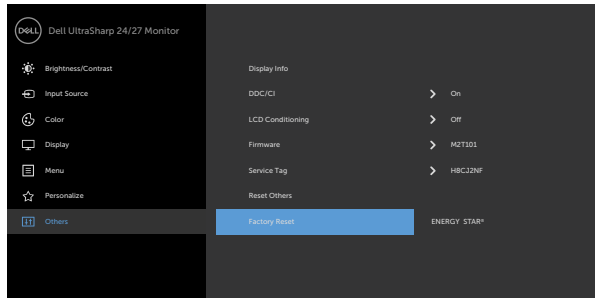 DELL
Dell UltraSharp 24/27 Monitor
Brightness/Contrast
Input Source
Color
Display
Menu
Personalize
Others
Display Info
DDC/CI > On
LCD Conditioning > Off
Firmware > M2T101
Service Tag > H8CJ2NF
Reset Others
Factory Reset ENERGY STAR®